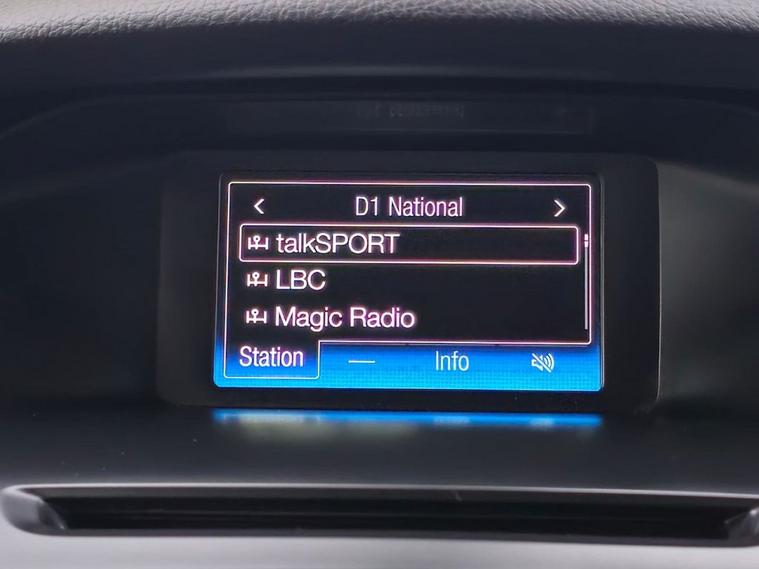 D1 National
talkSPORT
LBC
Magic Radio
Station — Info